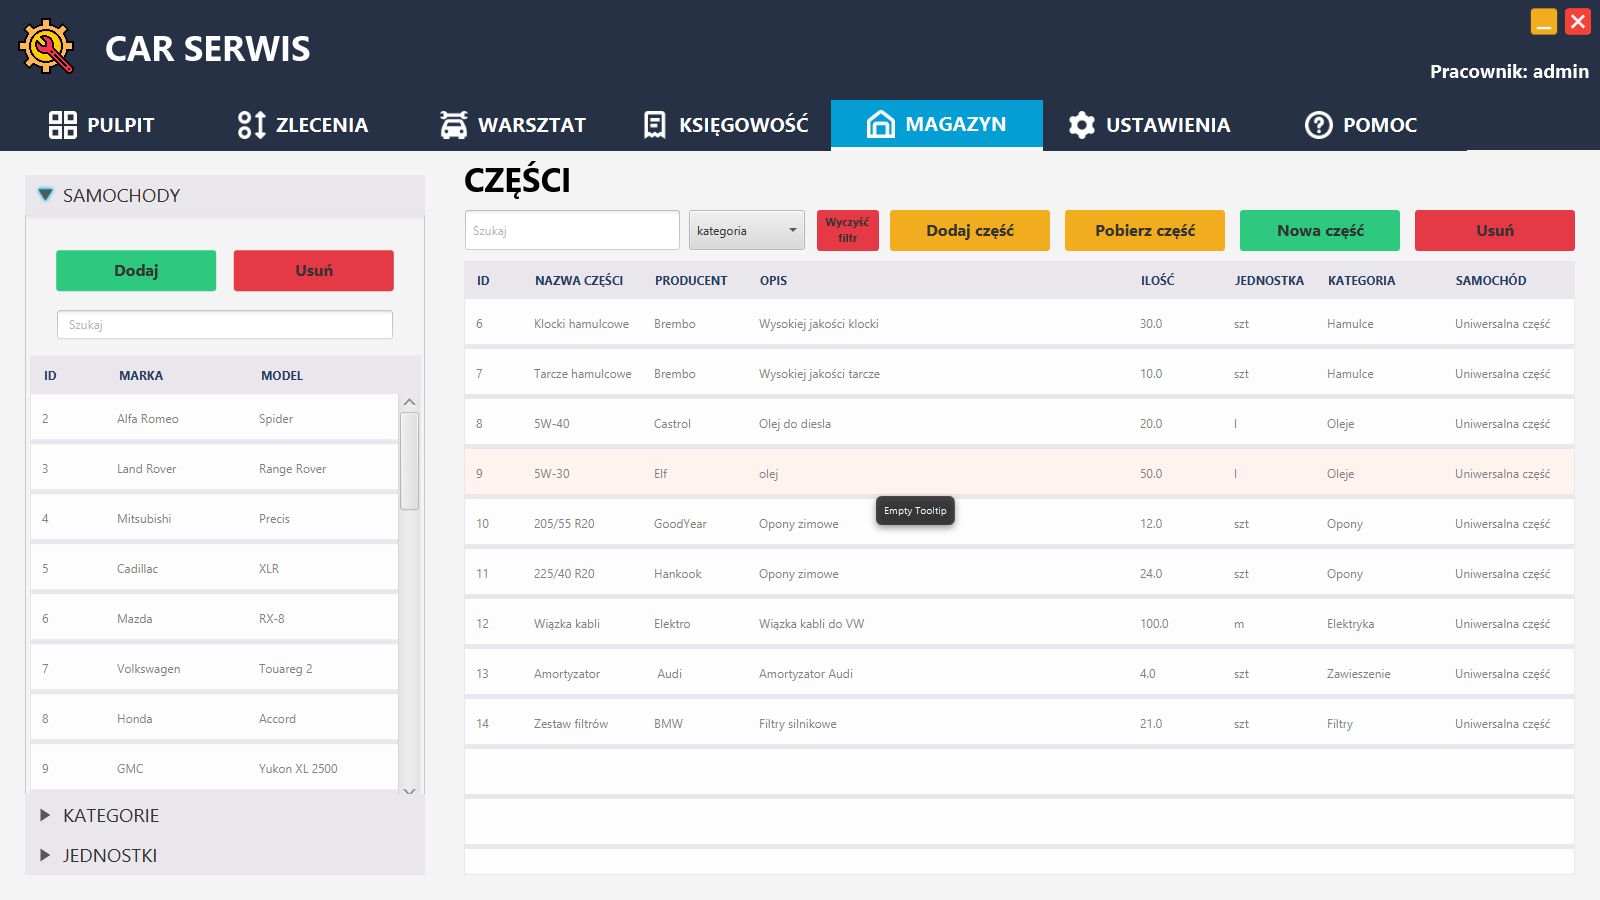 CAR SERWIS
Pracownik: admin
PULPIT ZLECENIA WARSZTAT KSIĘGOWOŚĆ MAGAZYN USTAWIENIA POMOC
SAMOCHODY
Dodaj Usuń
Szukaj
ID MARKA MODEL
2 Alfa Romeo Spider
3 Land Rover Range Rover
4 Mitsubishi Precis
5 Cadillac XLR
6 Mazda RX-8
7 Volkswagen Touareg 2
8 Honda Accord
9 GMC Yukon XL 2500
KATEGORIE
JEDNOSTKI
CZĘŚCI
Szukaj kategoria Wyczyść filtr Dodaj część Pobierz część Nowa część Usuń
ID NAZWA CZĘŚCI PRODUCENT OPIS ILOŚĆ JEDNOSTKA KATEGORIA SAMOCHÓD
6 Klocki hamulcowe Brembo Wysokiej jakości klocki 30.0 szt Hamulce Uniwersalna część
7 Tarcze hamulcowe Brembo Wysokiej jakości tarcze 10.0 szt Hamulce Uniwersalna część
8 5W-40 Castrol Olej do diesla 20.0 l Oleje Uniwersalna część
9 5W-30 Elf olej 50.0 l Oleje Uniwersalna część
Empty Tooltip
10 205/55 R20 GoodYear Opony zimowe 12.0 szt Opony Uniwersalna część
11 225/40 R20 Hankook Opony zimowe 24.0 szt Opony Uniwersalna część
12 Wiązka kabli Elektro Wiązka kabli do VW 100.0 m Elektryka Uniwersalna część
13 Amortyzator Audi Amortyzator Audi 4.0 szt Zawieszenie Uniwersalna część
14 Zestaw filtrów BMW Filtry silnikowe 21.0 szt Filtry Uniwersalna część